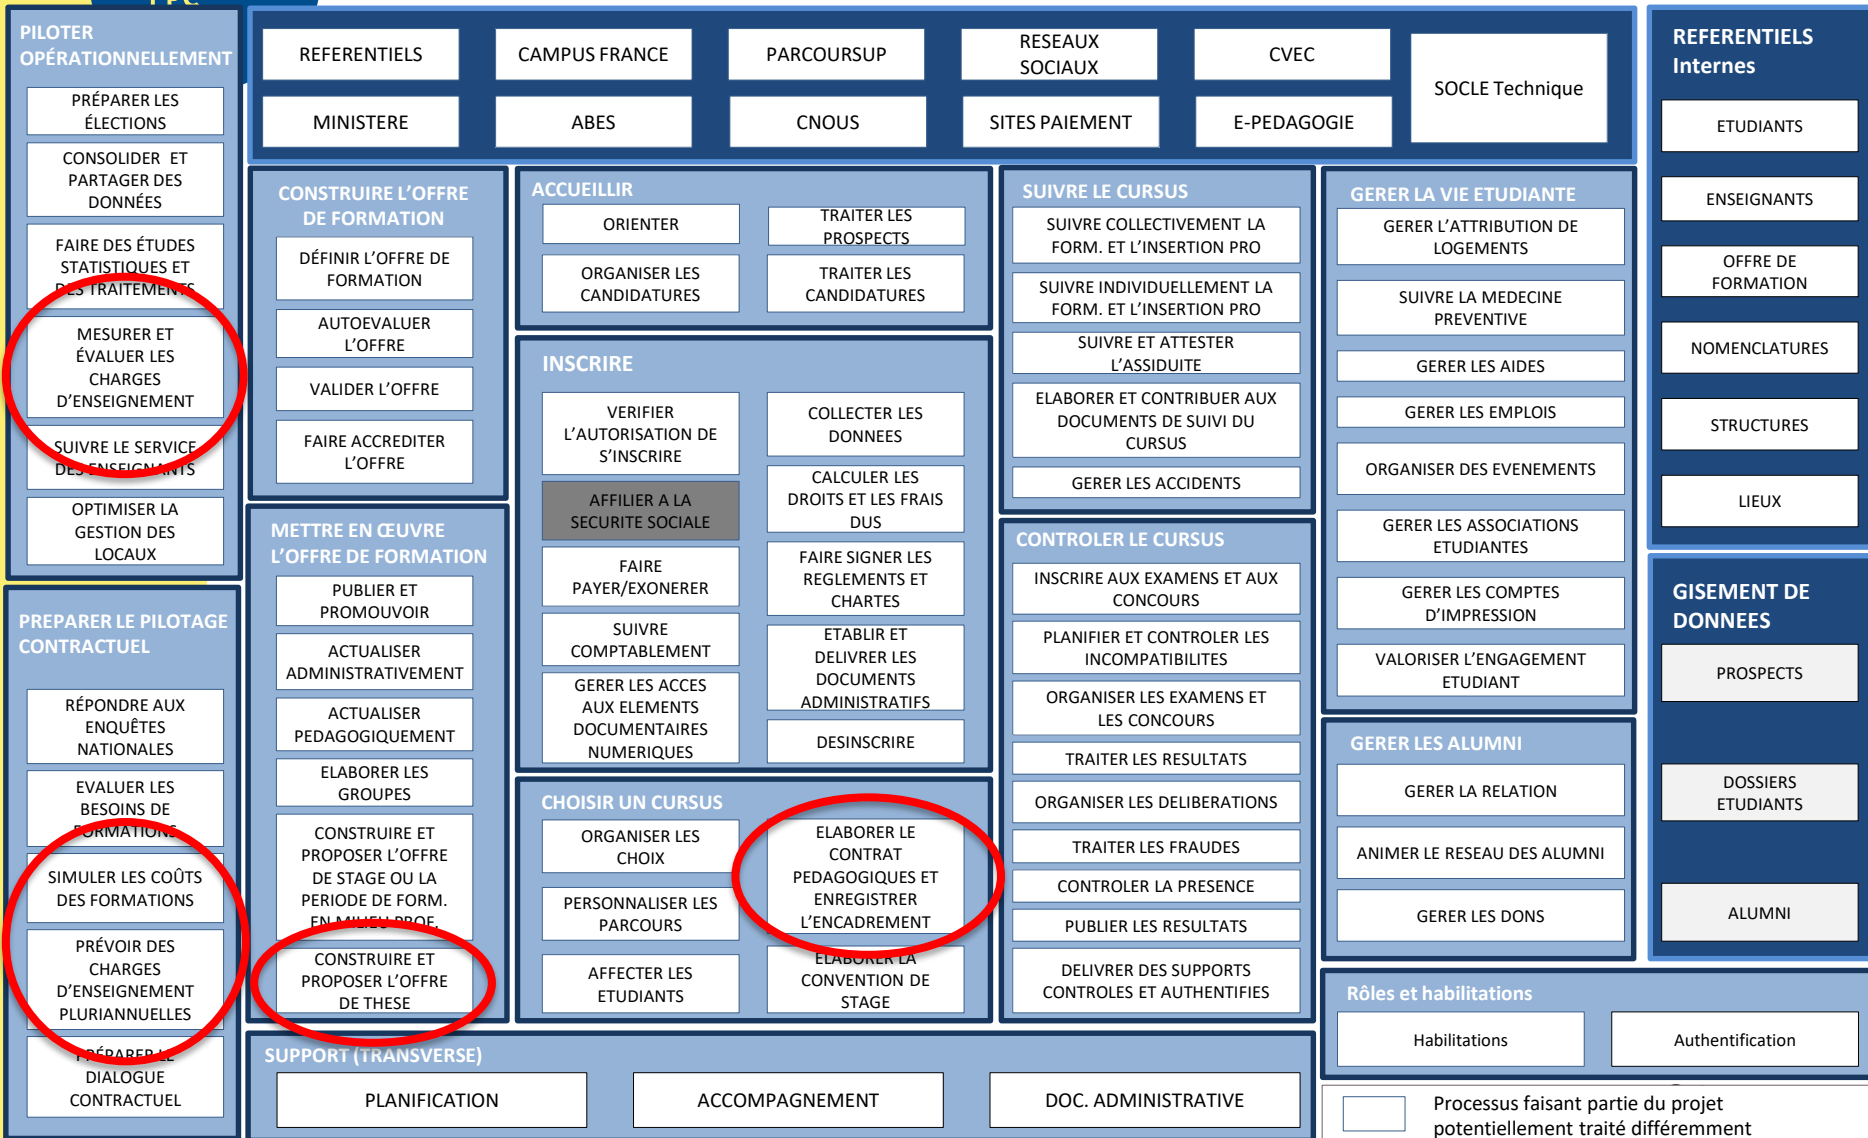 PILOTER
OPÉRATIONNELLEMENT
PRÉPARER LES
ÉLECTIONS
CONSOLIDER ET
PARTAGER DES
DONNÉES
FAIRE DES ÉTUDES
STATISTIQUES ET
DES TRAITEMENTS
MESURER ET
ÉVALUER LES
CHARGES
D'ENSEIGNEMENT
SUIVRE LE SERVICE
DES ENSEIGNANTS
OPTIMISER LA
GESTION DES
LOCAUX
PREPARER LE PILOTAGE
CONTRACTUEL
RÉPONDRE AUX
ENQUÊTES
NATIONALES
EVALUER LES
BESOINS DE
FORMATIONS
SIMULER LES COÛTS
DES FORMATIONS
PRÉVOIR DES
CHARGES
D'ENSEIGNEMENT
PLURIANNUELLES
PRÉPARER LE
DIALOGUE
CONTRACTUEL
REFERENTIELS
CAMPUS FRANCE
PARCOURSUP
RESEAUX
SOCIAUX
CVEC
SOCLE Technique
MINISTERE
ABES
CNOUS
SITES PAIEMENT
E-PEDAGOGIE
CONSTRUIRE L'OFFRE
DE FORMATION
DÉFINIR L'OFFRE DE
FORMATION
AUTOEVALUER
L'OFFRE
VALIDER L'OFFRE
FAIRE ACCREDITER
L'OFFRE
METTRE EN ŒUVRE
L'OFFRE DE FORMATION
PUBLIER ET
PROMOUVOIR
ACTUALISER
ADMINISTRATIVEMENT
ACTUALISER
PEDAGOGIQUEMENT
ELABORER LES
GROUPES
CONSTRUIRE ET
PROPOSER L'OFFRE
DE STAGE OU LA
PERIODE DE FORM.
EN MILIEU PROF.
CONSTRUIRE ET
PROPOSER L'OFFRE
DE THESE
ACCUEILLIR
ORIENTER
TRAITER LES
PROSPECTS
ORGANISER LES
CANDIDATURES
TRAITER LES
CANDIDATURES
INSCRIRE
VERIFIER
L'AUTORISATION DE
S'INSCRIRE
AFFILIER A LA
SECURITE SOCIALE
FAIRE
PAYER/EXONERER
SUIVRE
COMPTABLEMENT
GERER LES ACCES
AUX ELEMENTS
DOCUMENTAIRES
NUMERIQUES
COLLECTER LES
DONNEES
CALCULER LES
DROITS ET LES FRAIS
DUS
FAIRE SIGNER LES
REGLEMENTS ET
CHARTES
ETABLIR ET
DELIVRER LES
DOCUMENTS
ADMINISTRATIFS
DESINSCRIRE
CHOISIR UN CURSUS
ORGANISER LES
CHOIX
PERSONNALISER LES
PARCOURS
AFFECTER LES
ETUDIANTS
ELABORER LE
CONTRAT
PEDAGOGIQUES ET
ENREGISTRER
L'ENCADREMENT
ELABORER LA
CONVENTION DE
STAGE
SUIVRE LE CURSUS
SUIVRE COLLECTIVEMENT LA
FORM. ET L'INSERTION PRO
SUIVRE INDIVIDUELLEMENT LA
FORM. ET L'INSERTION PRO
SUIVRE ET ATTESTER
L'ASSIDUITE
ELABORER ET CONTRIBUER AUX
DOCUMENTS DE SUIVI DU
CURSUS
GERER LES ACCIDENTS
CONTROLER LE CURSUS
INSCRIRE AUX EXAMENS ET AUX
CONCOURS
PLANIFIER ET CONTROLER LES
INCOMPATIBILITES
ORGANISER LES EXAMENS ET
LES CONCOURS
TRAITER LES RESULTATS
ORGANISER LES DELIBERATIONS
TRAITER LES FRAUDES
CONTROLER LA PRESENCE
PUBLIER LES RESULTATS
DELIVRER DES SUPPORTS
CONTROLES ET AUTHENTIFIES
GERER LA VIE ETUDIANTE
GERER L'ATTRIBUTION DE
LOGEMENTS
SUIVRE LA MEDECINE
PREVENTIVE
GERER LES AIDES
GERER LES EMPLOIS
ORGANISER DES EVENEMENTS
GERER LES ASSOCIATIONS
ETUDIANTES
GERER LES COMPTES
D'IMPRESSION
VALORISER L'ENGAGEMENT
ETUDIANT
GERER LES ALUMNI
GERER LA RELATION
ANIMER LE RESEAU DES ALUMNI
GERER LES DONS
REFERENTIELS
Internes
ETUDIANTS
ENSEIGNANTS
OFFRE DE
FORMATION
NOMENCLATURES
STRUCTURES
LIEUX
GISEMENT DE
DONNEES
PROSPECTS
DOSSIERS
ETUDIANTS
ALUMNI
Rôles et habilitations
Habilitations
Authentification
SUPPORT (TRANSVERSE)
PLANIFICATION
ACCOMPAGNEMENT
DOC. ADMINISTRATIVE
Processus faisant partie du projet
potentiellement traité différemment